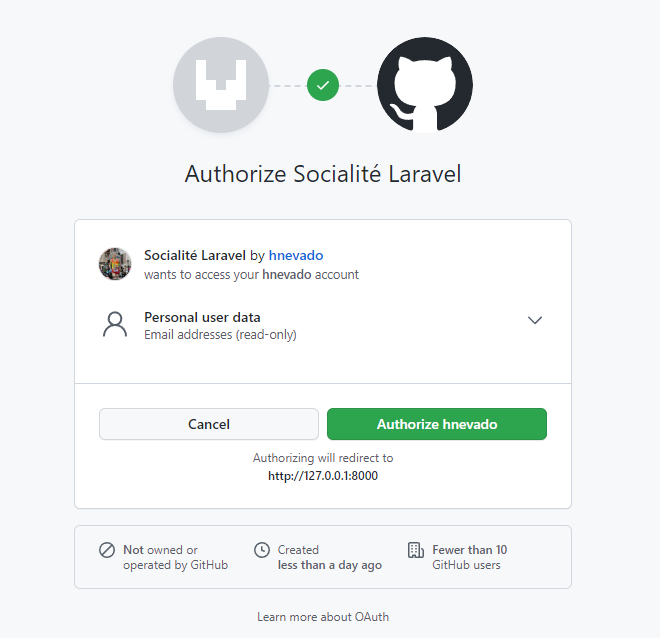 Authorize Socialité Laravel
Socialité Laravel by hnevado
wants to access your hnevado account
Personal user data
Email addresses (read-only)
Cancel
Authorize hnevado
Authorizing will redirect to
http://127.0.0.1:8000
Not owned or
operated by GitHub
Created
less than a day ago
Fewer than 10
GitHub users
Learn more about OAuth